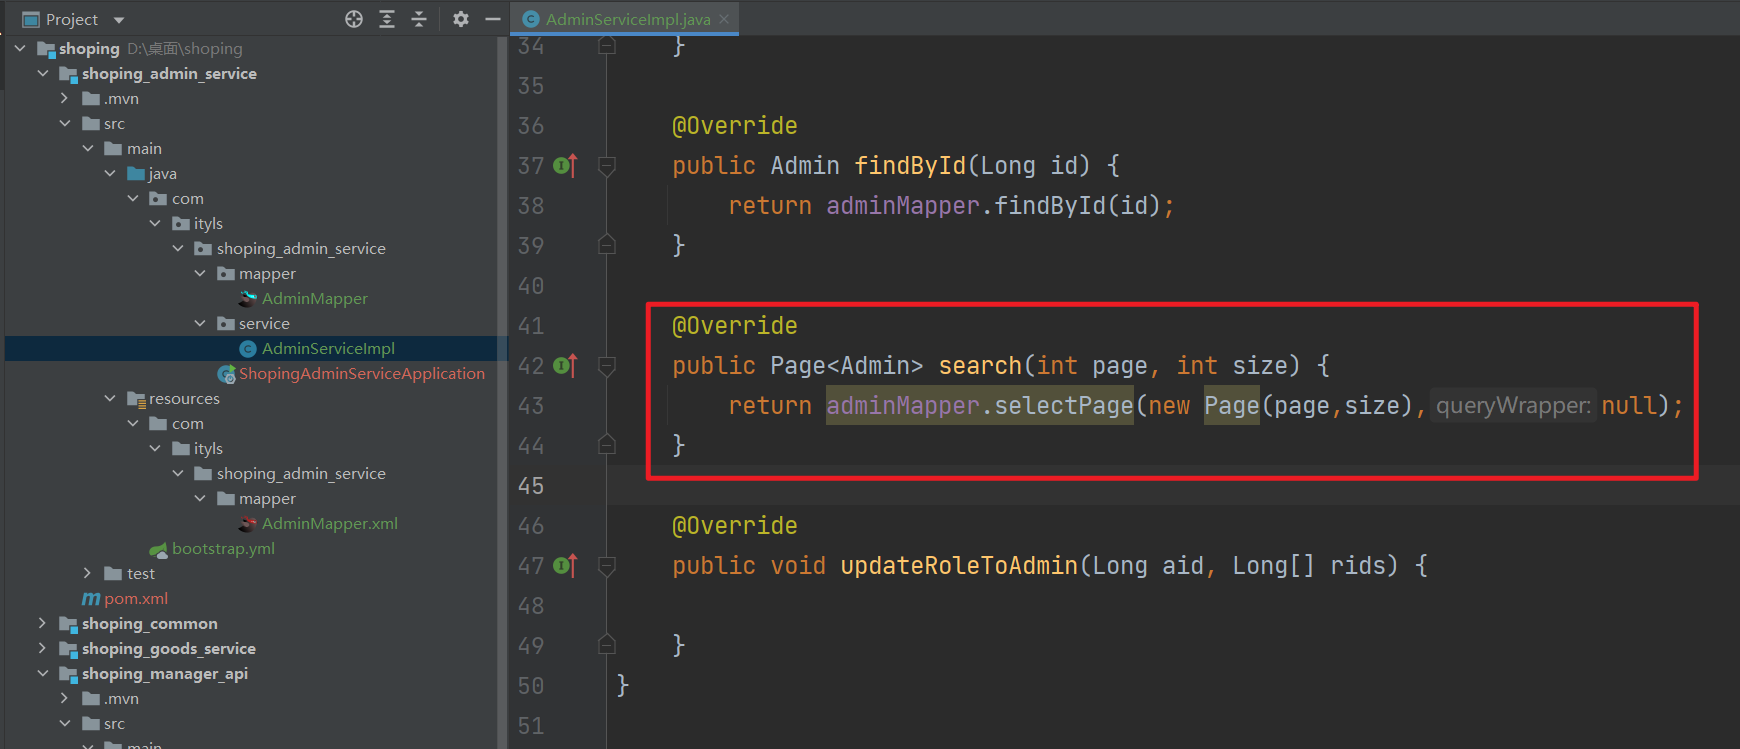 Project
shoping D:\桌面\shoping
shoping_admin_service
.mvn
src
main
java
com
ityls
shoping_admin_service
mapper
AdminMapper
service
AdminServiceImpl
ShopingAdminServiceApplication
resources
com
ityls
shoping_admin_service
mapper
AdminMapper.xml
bootstrap.yml
test
pom.xml
shoping_common
shoping_goods_service
shoping_manager_api
.mvn
src
main
AdminServiceImpl.java
34 }
35
36 @Override
37 public Admin findById(Long id) {
38 return adminMapper.findById(id);
39 }
40
41 @Override
42 public Page<Admin> search(int page, int size) {
43 return adminMapper.selectPage(new Page(page,size), queryWrapper: null);
44 }
45
46 @Override
47 public void updateRoleToAdmin(Long aid, Long[] rids) {
48
49 }
50 }
51